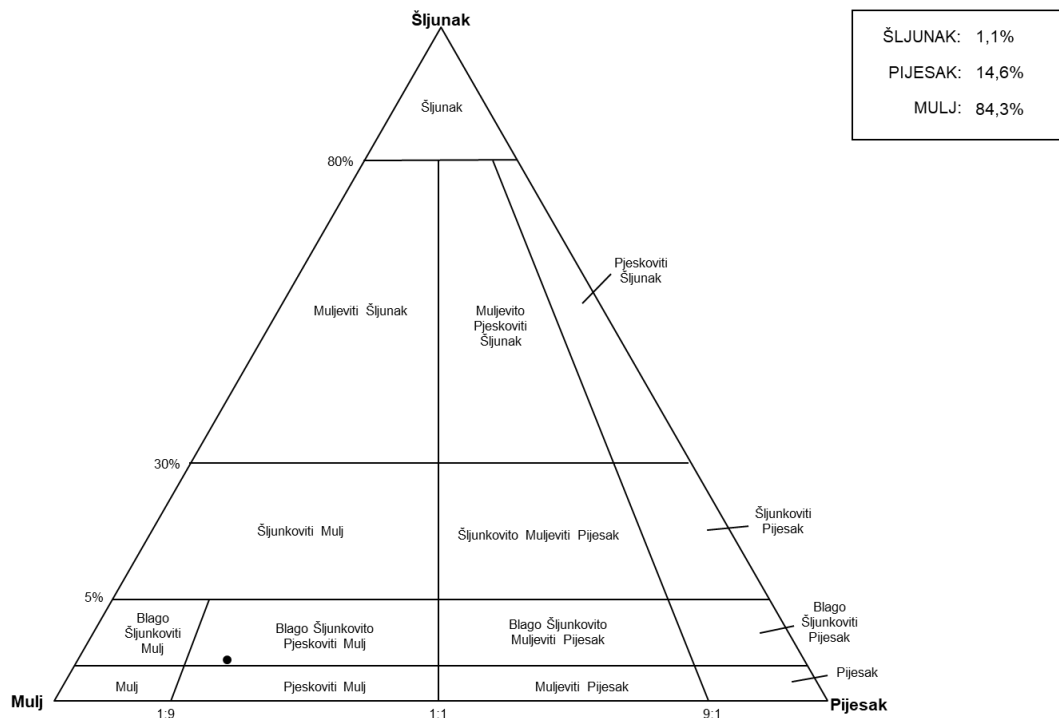 Šljunak
ŠLJUNAK: 1,1%
PIJESAK: 14,6%
MULJ: 84,3%
Šljunak
80%
Pjeskoviti
Šljunak
Muljeviti Šljunak
Muljevito
Pjeskoviti
Šljunak
30%
Šljunkoviti Mulj
Šljunkovito Muljeviti Pijesak
Šljunkoviti
Pijesak
5%
Blago
Šljunkoviti
Mulj
Blago Šljunkovito
Pjeskoviti Mulj
Blago Šljunkovito
Muljeviti Pijesak
Blago
Šljunkoviti
Pijesak
Mulj
Mulj
Pjeskoviti Mulj
Muljeviti Pijesak
Pijesak
Pijesak
1:9
1:1
9:1